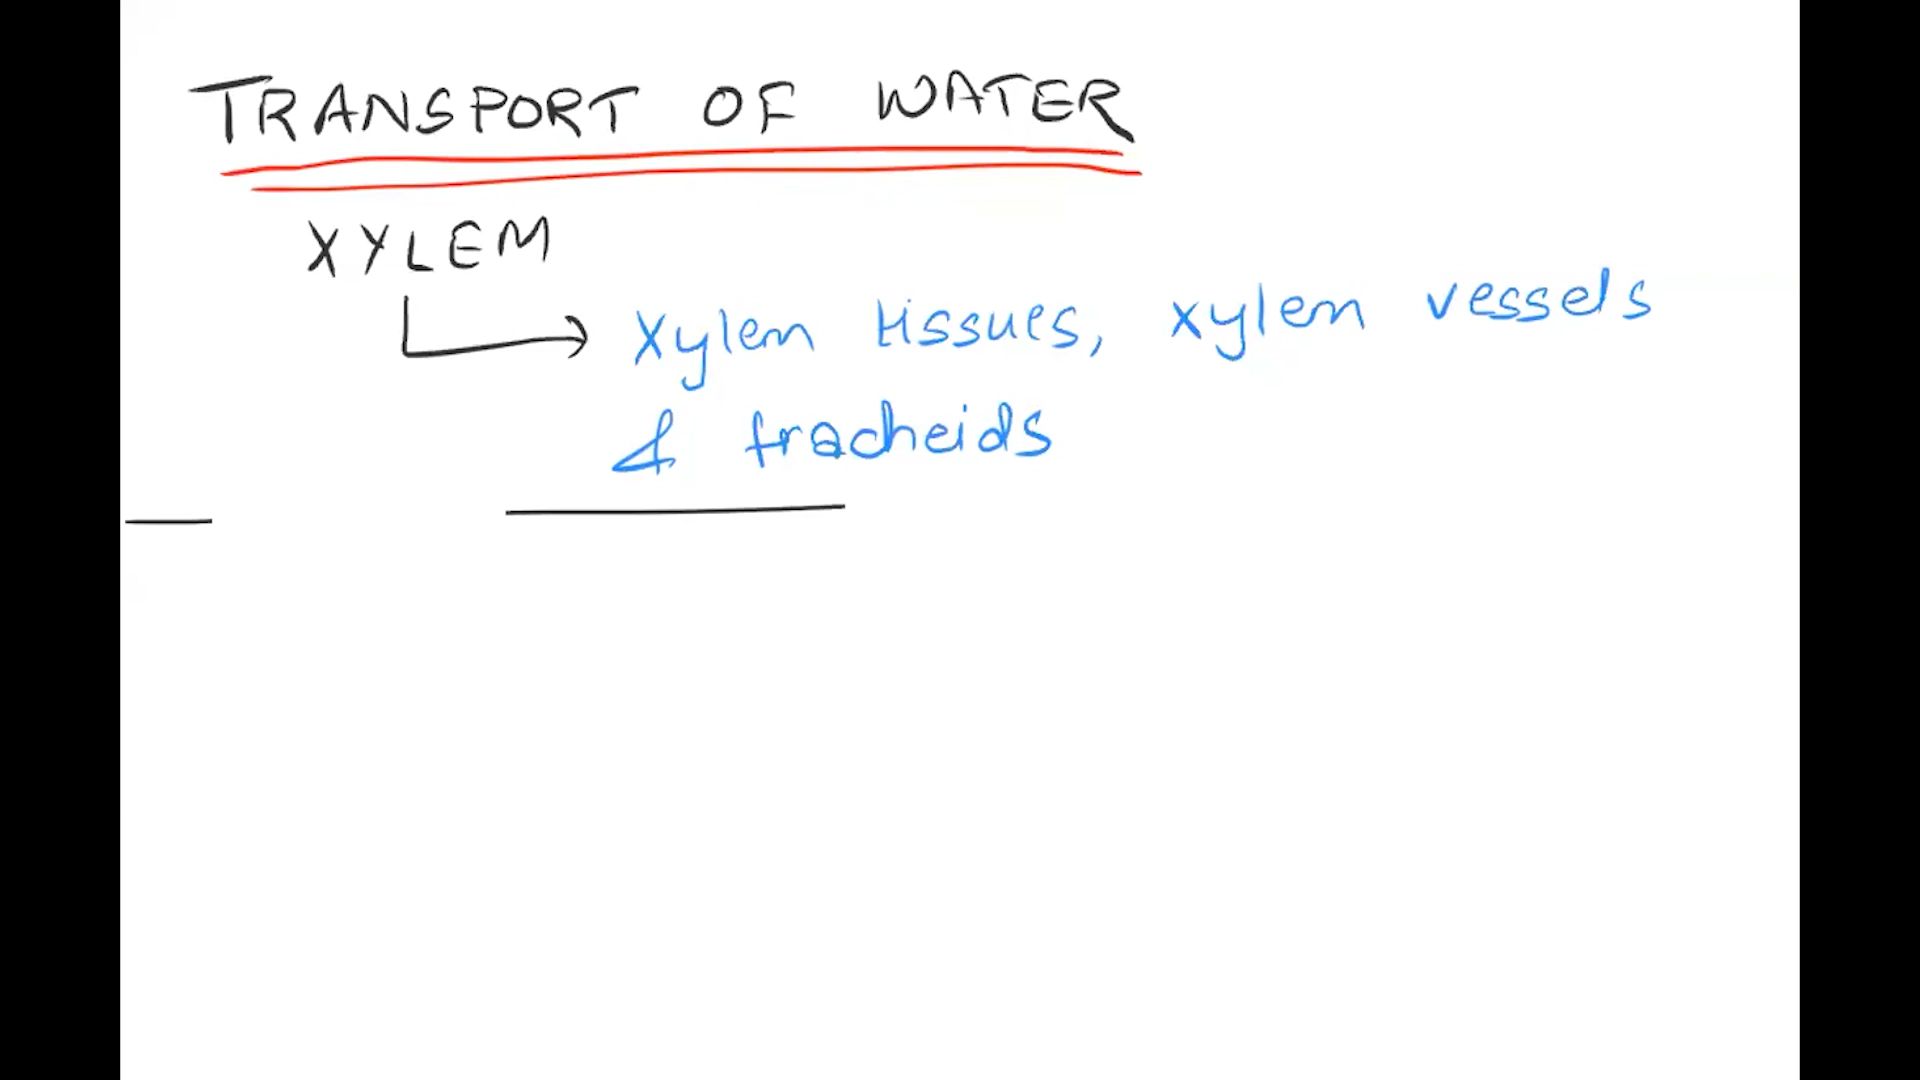 TRANSPORT OF WATER
XYLEM
Xylem tissues, xylem vessels
& tracheids